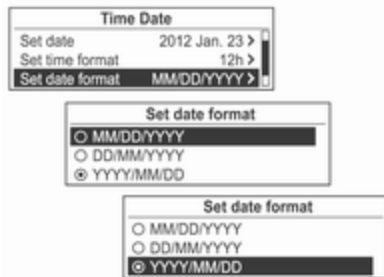 Time Date
Set date 2012 Jan. 23 >
Set time format 12h >
Set date format MM/DD/YYYY >
Set date format
MM/DD/YYYY
DD/MM/YYYY
YYYY/MM/DD
Set date format
MM/DD/YYYY
DD/MM/YYYY
YYYY/MM/DD